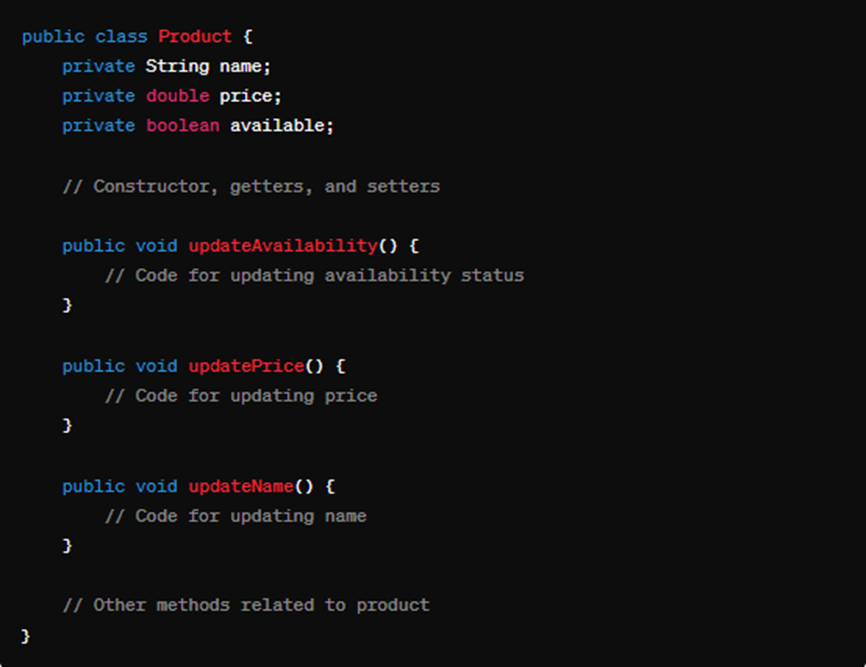 public class Product {
    private String name;
    private double price;
    private boolean available;

    // Constructor, getters, and setters

    public void updateAvailability() {
        // Code for updating availability status
    }

    public void updatePrice() {
        // Code for updating price
    }

    public void updateName() {
        // Code for updating name
    }

    // Other methods related to product
}